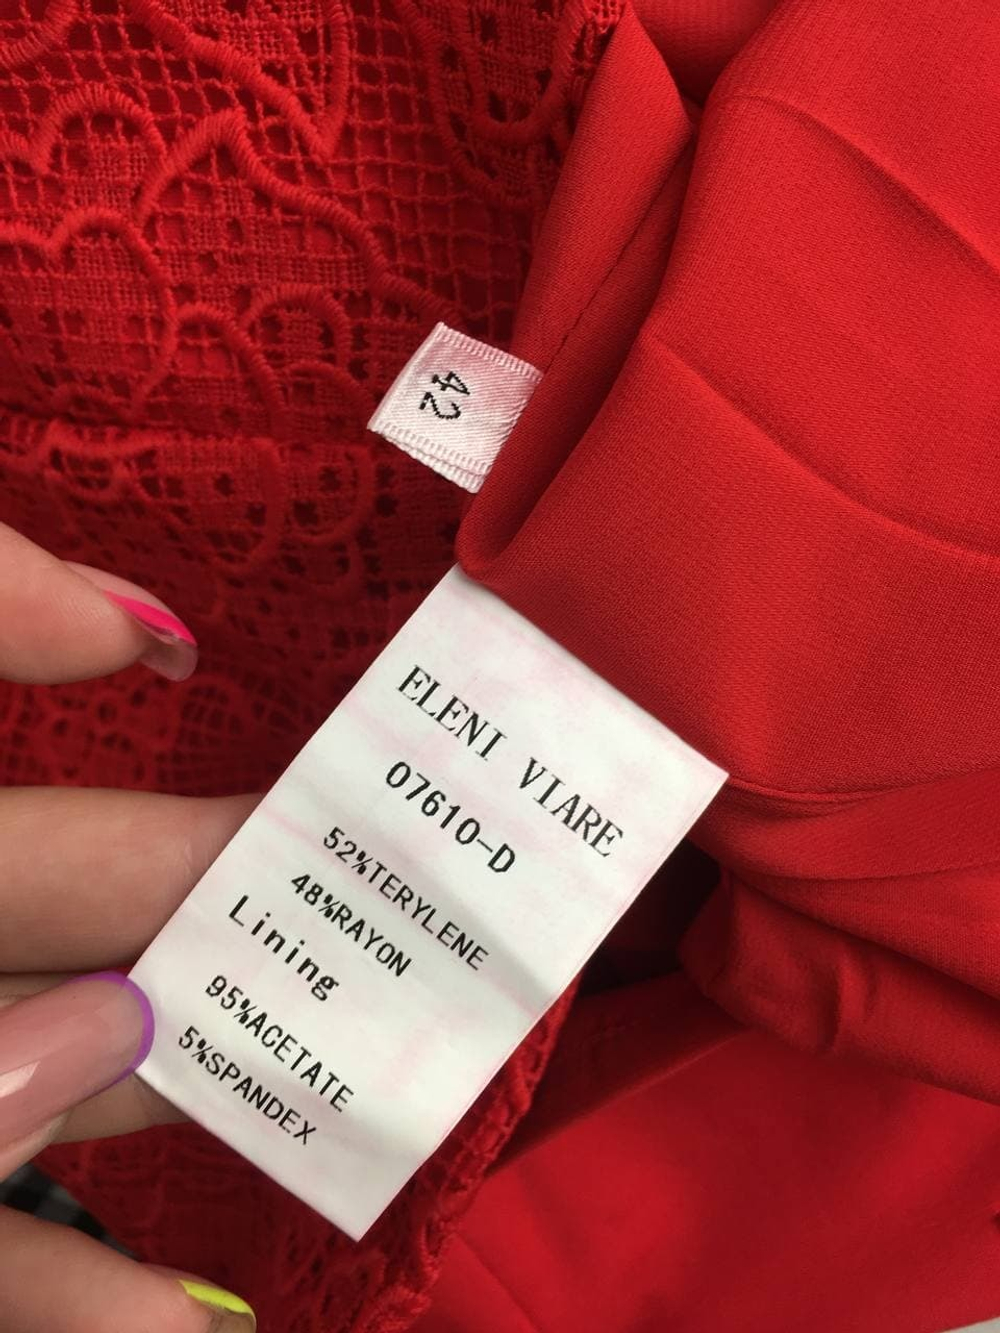 42
ELENI VIARE
07610-D
52%TERYLENE
48%RAYON
Lining
95%ACETATE
5%SPANDEX